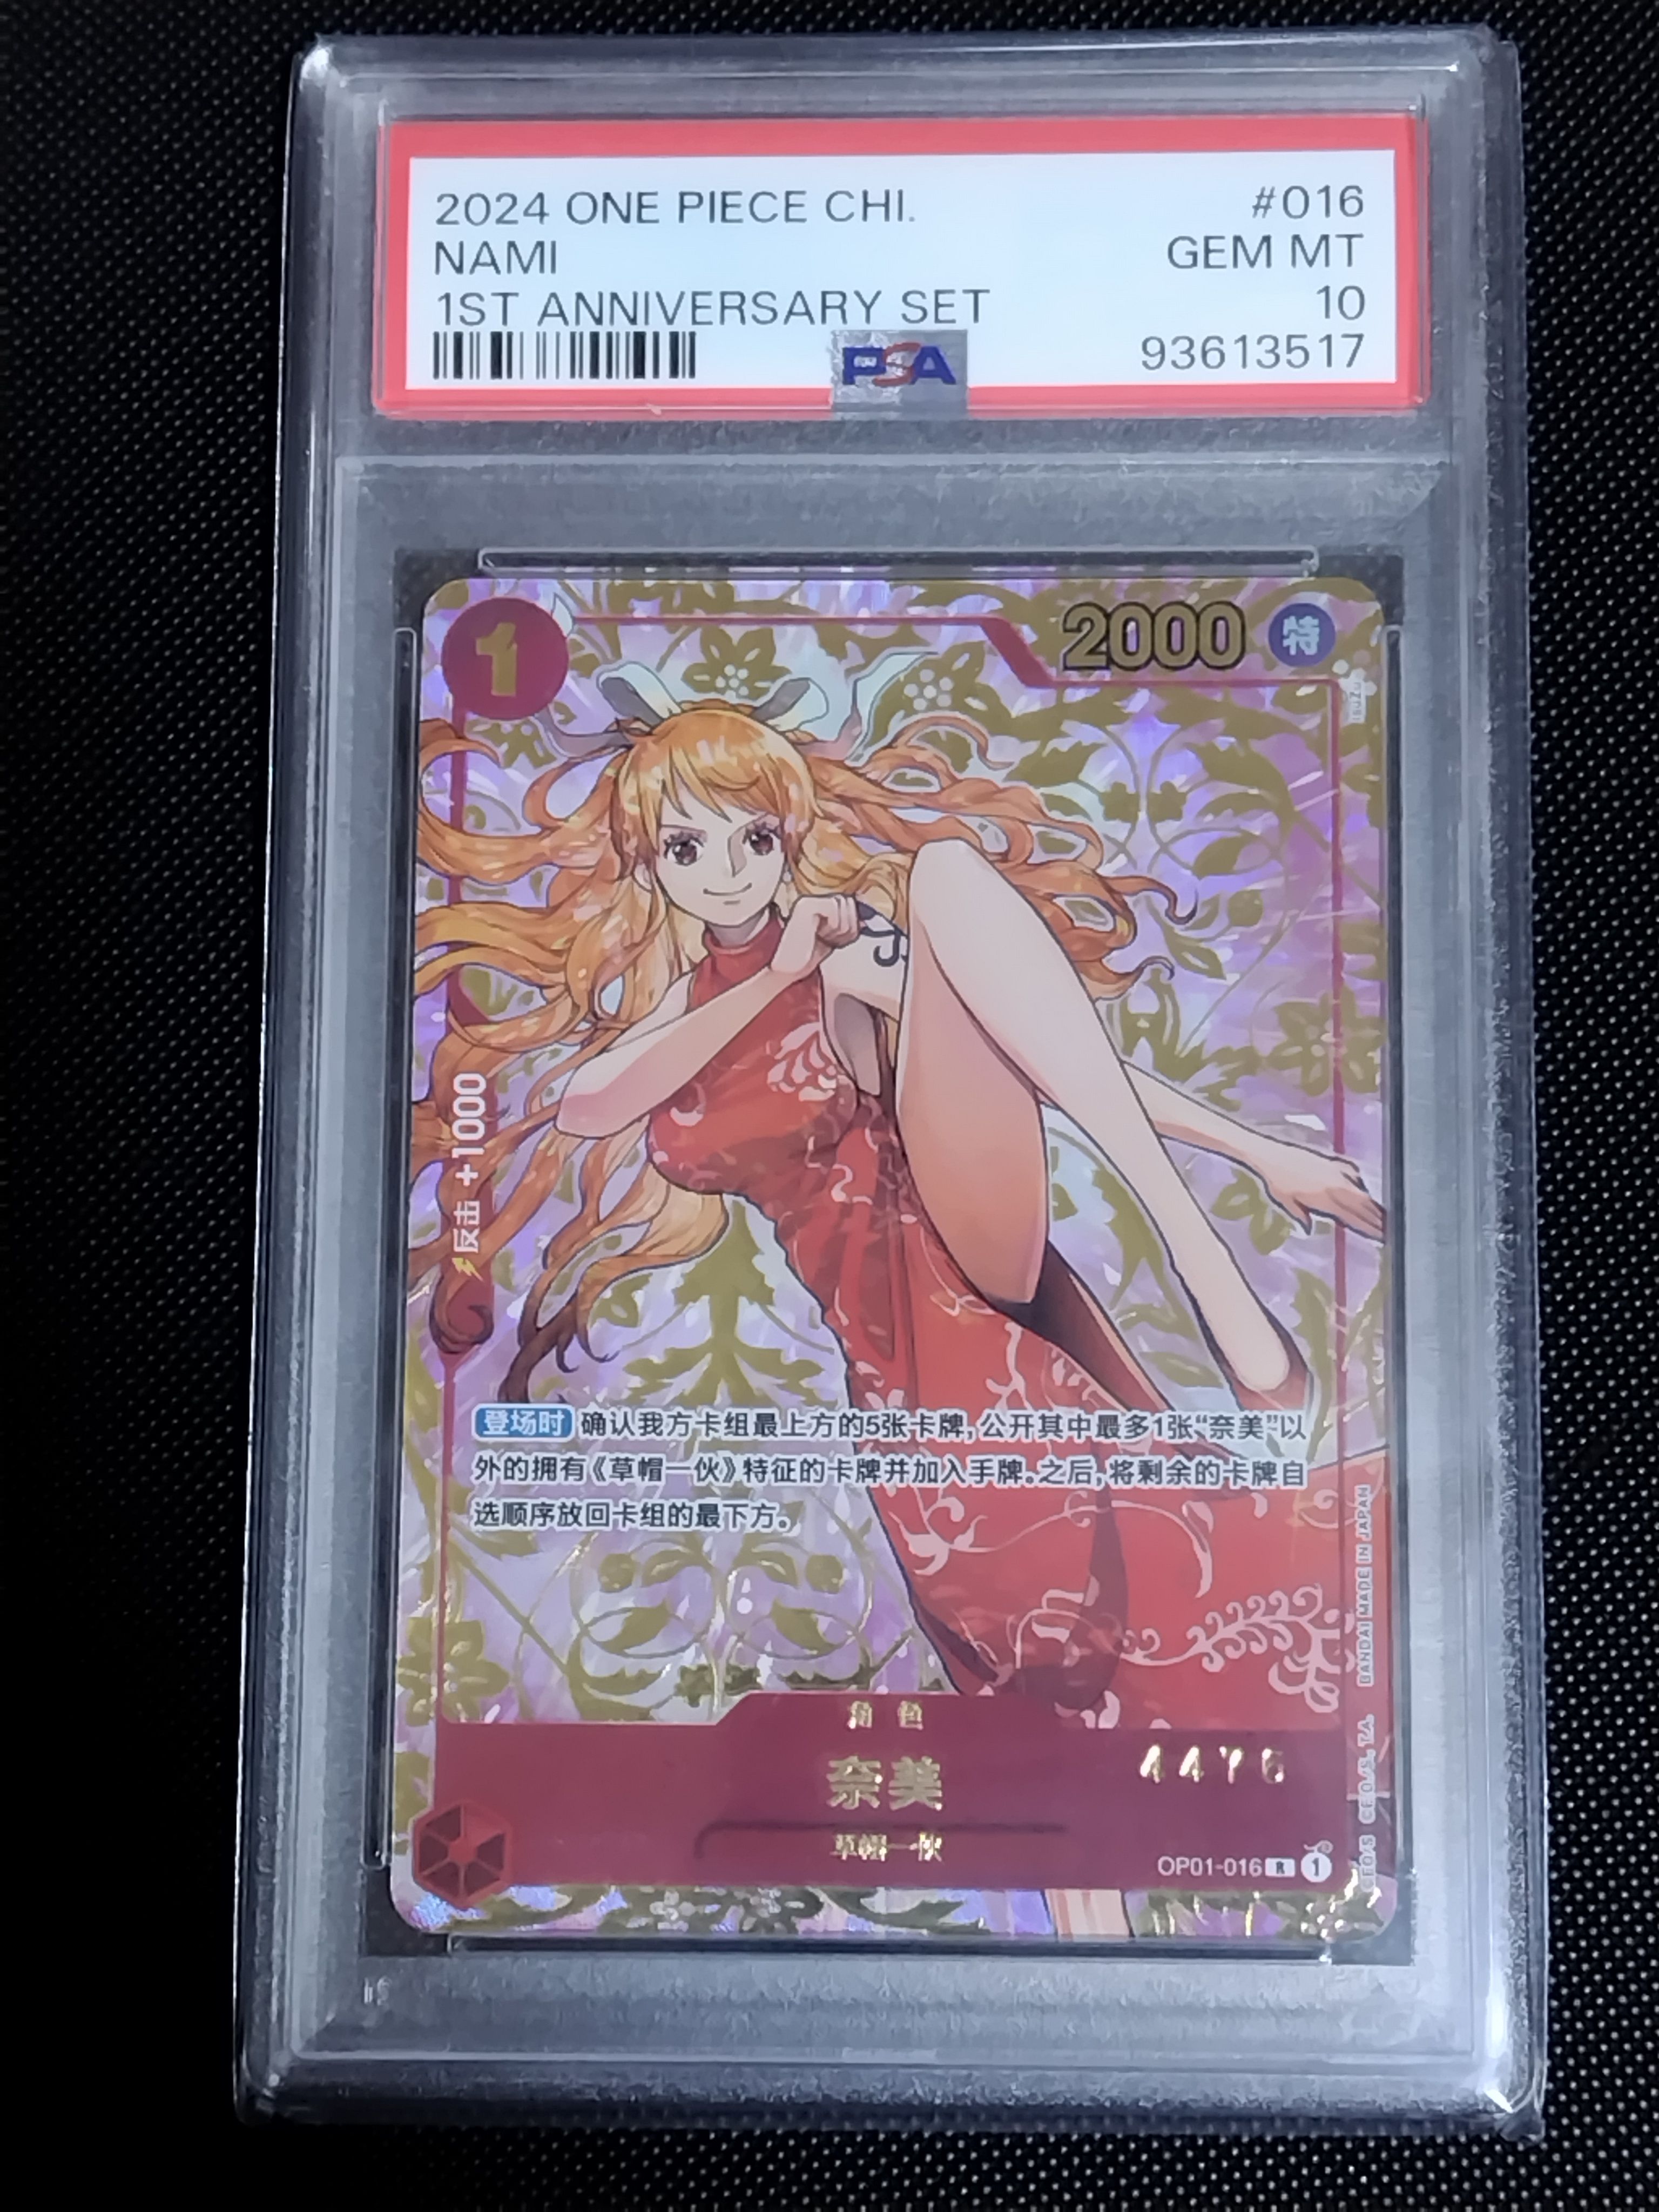 2024 ONE PIECE CHI. #016
NAMI GEM MT
1ST ANNIVERSARY SET 10
PSA 93613517
1
2000 特
ISUZU
⚡反击 +1000
登场时 确认我方卡组最上方的5张卡牌,公开其中最多1张“奈美”以
外的拥有《草帽一伙》特征的卡牌并加入手牌.之后,将剩余的卡牌自
选顺序放回卡组的最下方。
BANDAI MADE IN JAPAN
角色
奈美
4476
草帽一伙
OP01-016 R 1